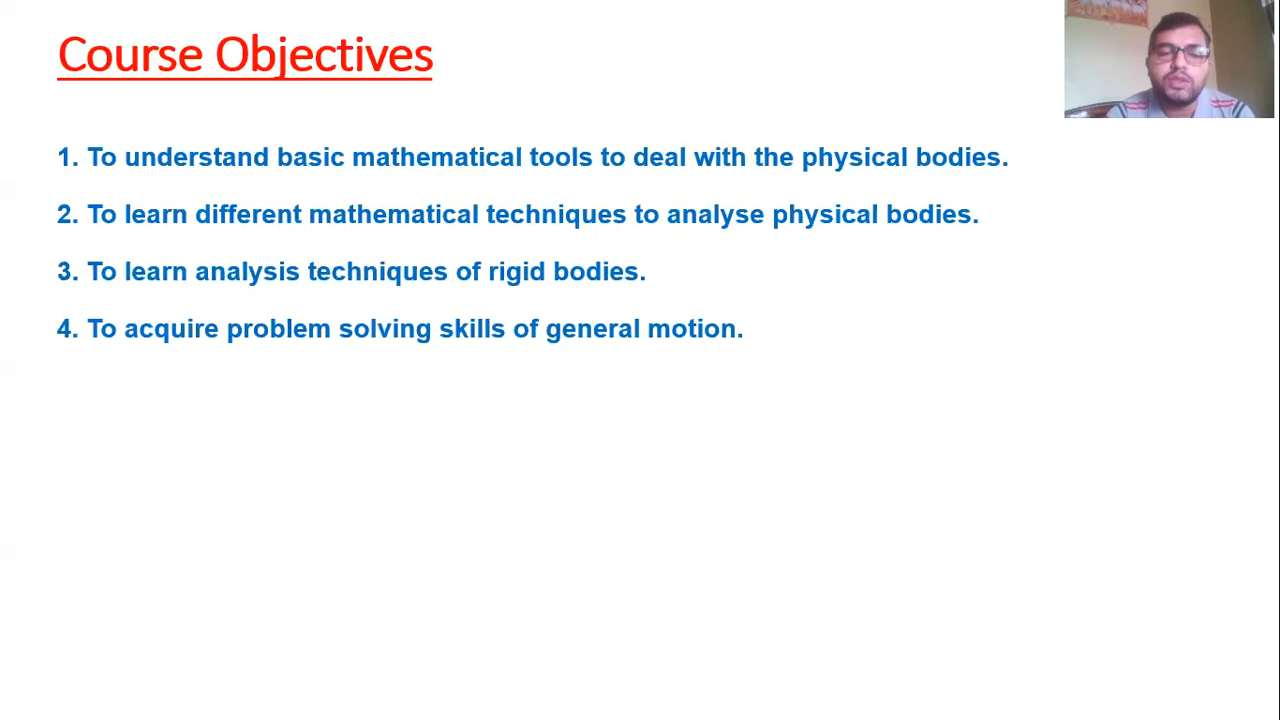 Course Objectives
1. To understand basic mathematical tools to deal with the physical bodies.
2. To learn different mathematical techniques to analyse physical bodies.
3. To learn analysis techniques of rigid bodies.
4. To acquire problem solving skills of general motion.